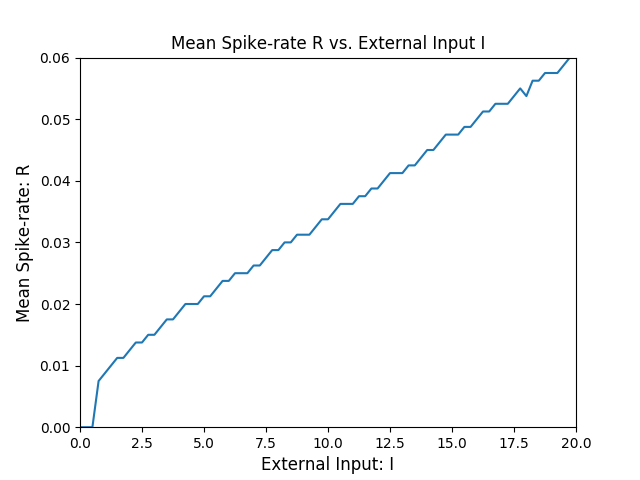 Mean Spike-rate R vs. External Input I
0.06
0.05
0.04
0.03
0.02
0.01
0.00
Mean Spike-rate: R
0.0 2.5 5.0 7.5 10.0 12.5 15.0 17.5 20.0
External Input: I